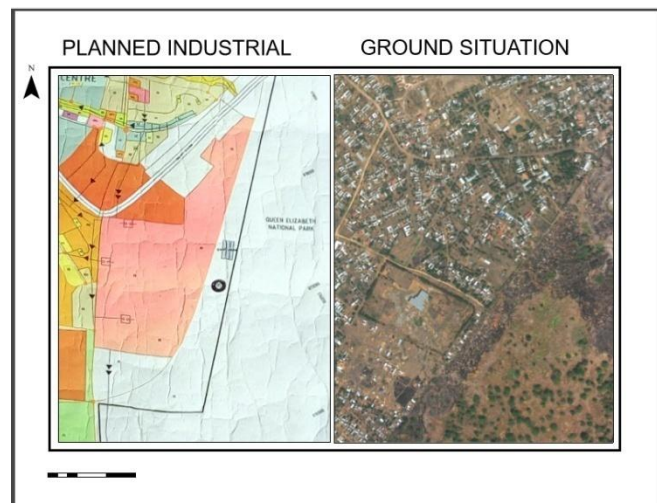 PLANNED INDUSTRIAL
GROUND SITUATION
N
CENTRE
QUEEN ELIZABETH
NATIONAL PARK